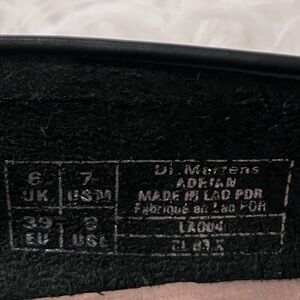 6 UK 7 USM
39 EU 8 USL
Dr. Martens
ADRIAN
MADE IN LAO PDR
Fabriqué en Lao PDR
LA004